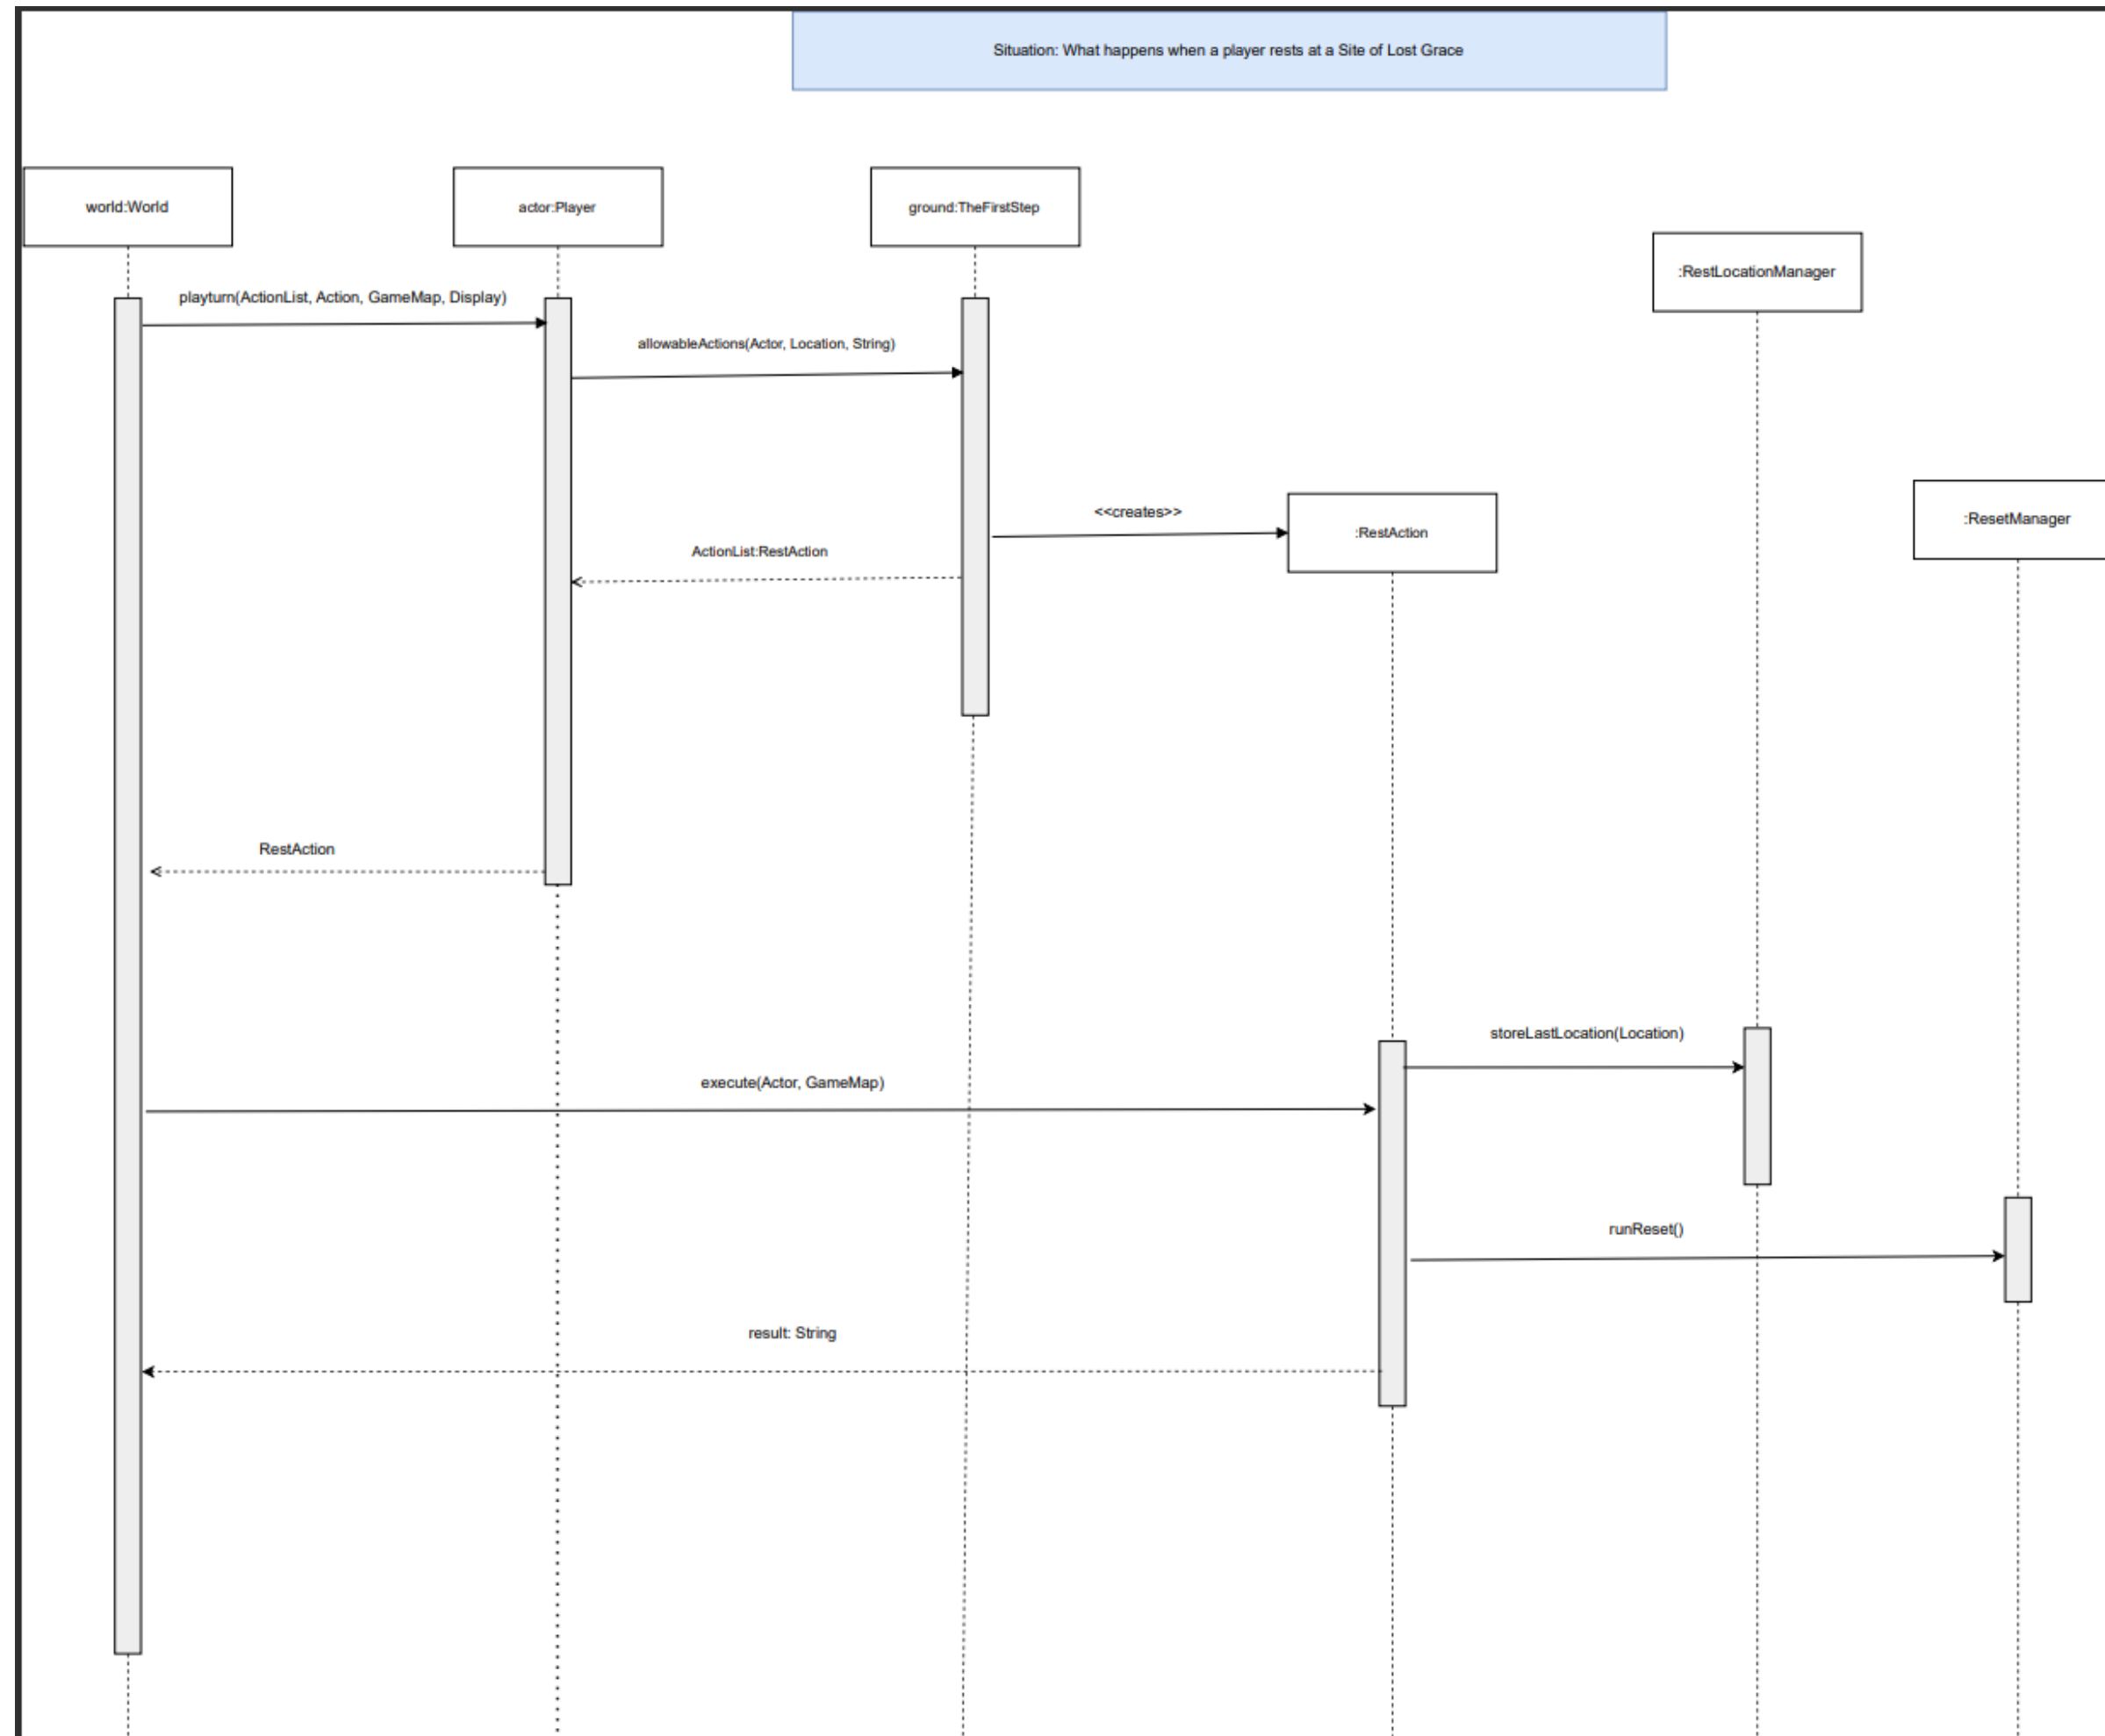 Situation: What happens when a player rests at a Site of Lost Grace
world:World
actor:Player
ground:TheFirstStep
:RestLocationManager
playturn(ActionList, Action, GameMap, Display)
allowableActions(Actor, Location, String)
<<creates>>
:RestAction
:ResetManager
ActionList:RestAction
RestAction
storeLastLocation(Location)
execute(Actor, GameMap)
runReset()
result: String